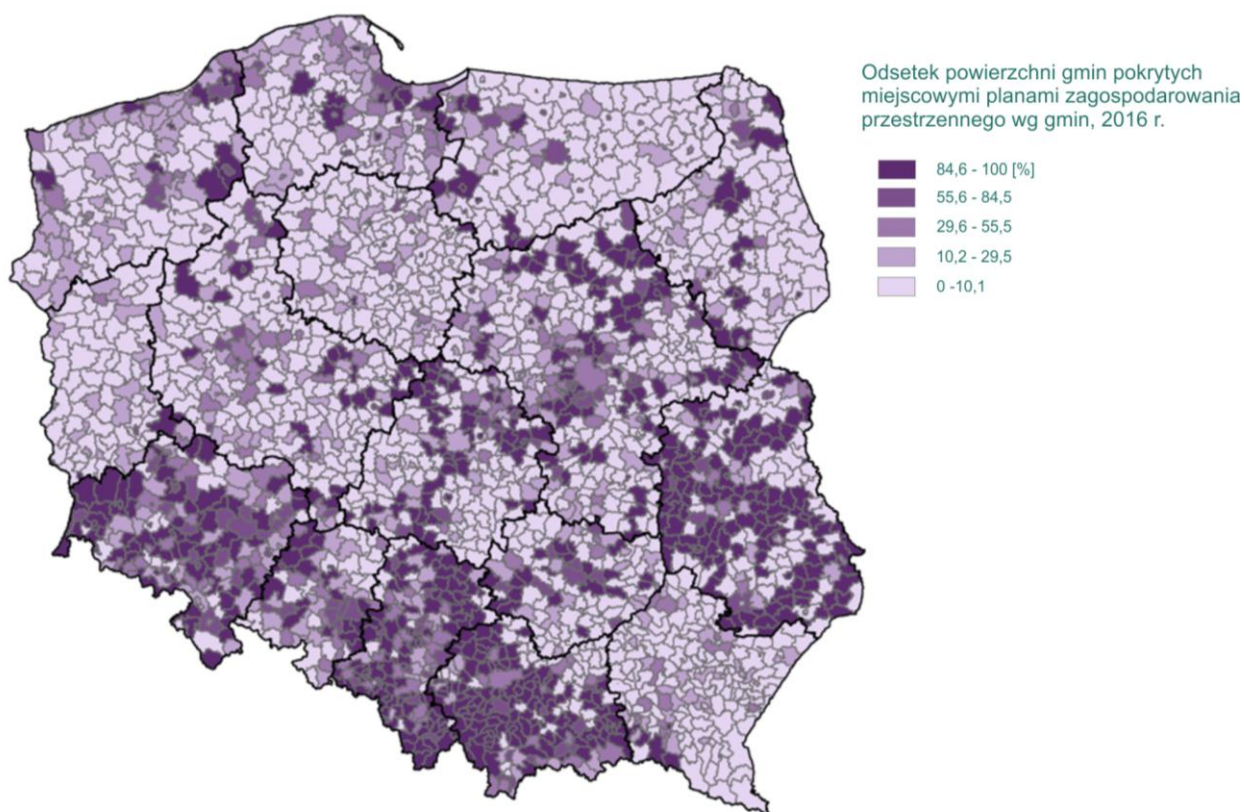 Odsetek powierzchni gmin pokrytych
miejscowymi planami zagospodarowania
przestrzennego wg gmin, 2016 r.
84,6 - 100 [%]
55,6 - 84,5
29,6 - 55,5
10,2 - 29,5
0 -10,1